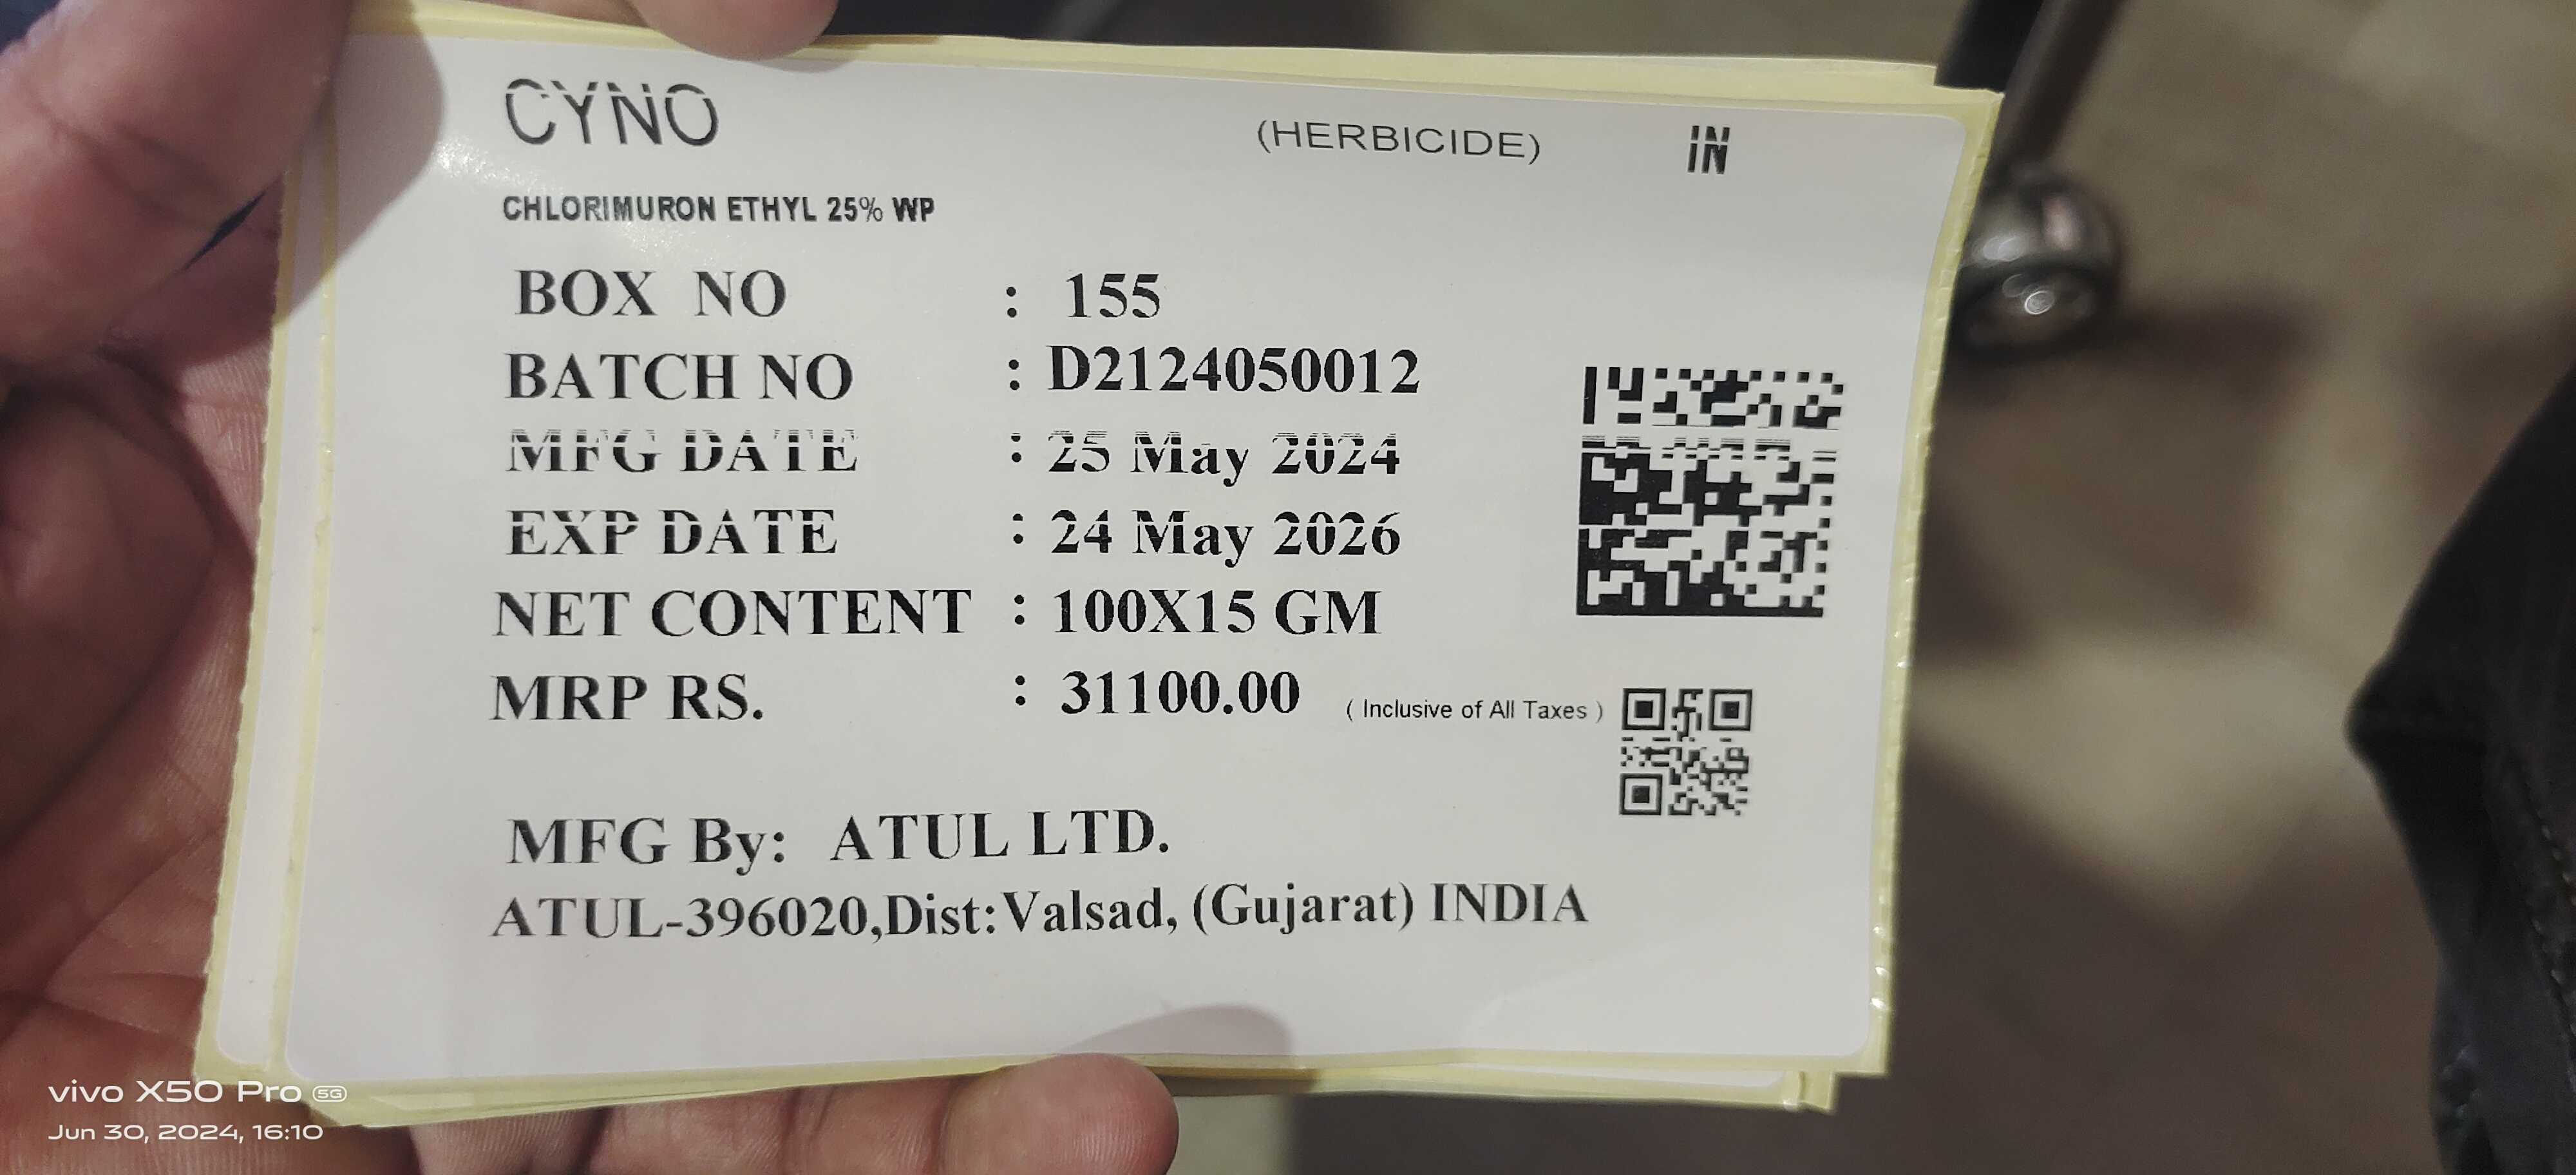 CYNO (HERBICIDE) IN
CHLORIMURON ETHYL 25% WP
BOX NO : 155
BATCH NO : D2124050012
MFG DATE : 25 May 2024
EXP DATE : 24 May 2026
NET CONTENT : 100X15 GM
MRP RS. : 31100.00 ( Inclusive of All Taxes )
MFG By: ATUL LTD.
ATUL-396020,Dist:Valsad, (Gujarat) INDIA
vivo X50 Pro 5G
Jun 30, 2024, 16:10